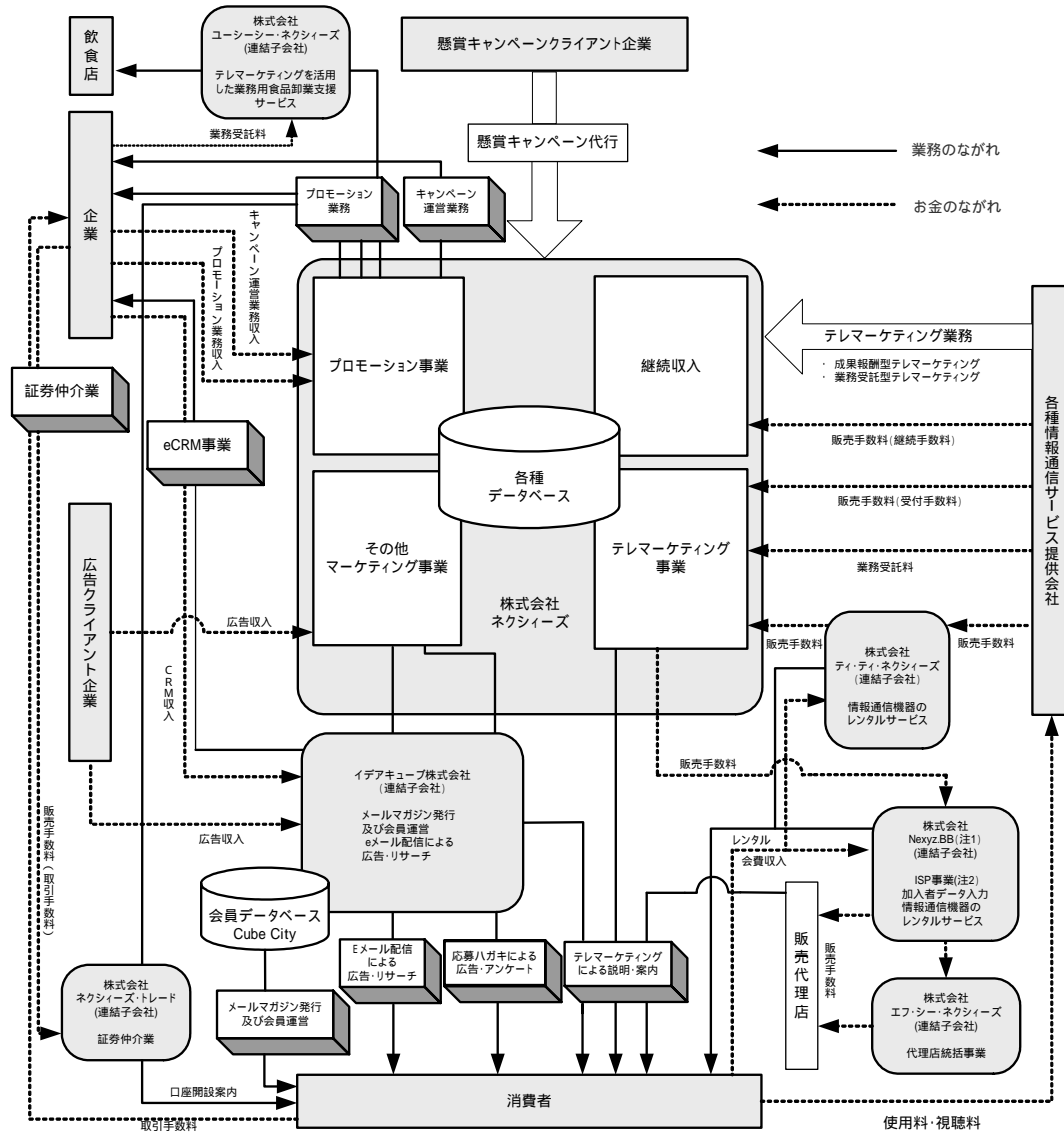 飲食店
株式会社
ユーシーシー・ネクシィーズ
(連結子会社)
テレマーケティングを活用
した業務用食品卸業支援
サービス
懸賞キャンペーンクライアント企業
懸賞キャンペーン代行
業務のながれ
お金のながれ
業務受託料
企業
プロモーション
業務
キャンペーン
運営業務
キャンペーン運営業務収入
プロモーション業務収入
プロモーション事業
継続収入
テレマーケティング業務
・ 成果報酬型テレマーケティング
・ 業務受託型テレマーケティング
各種情報通信サービス提供会社
証券仲介業
eCRM事業
各種
データベース
販売手数料(継続手数料)
販売手数料(受付手数料)
業務受託料
その他
マーケティング事業
テレマーケティング
事業
株式会社
ネクシィーズ
広告クライアント企業
広告収入
CRM収入
販売手数料
販売手数料
株式会社
ティ・ティ・ネクシィーズ
(連結子会社)
情報通信機器の
レンタルサービス
販売手数料
イデアキューブ株式会社
(連結子会社)
メールマガジン発行
及び会員運営
eメール配信による
広告・リサーチ
広告収入
販売手数料(取引手数料)
レンタル
会費収入
株式会社
Nexyz.BB(注1)
(連結子会社)
ISP事業(注2)
加入者データ入力
情報通信機器の
レンタルサービス
会員データベース
Cube City
Eメール配信
による
広告・リサーチ
応募ハガキによる
広告・アンケート
テレマーケティング
による説明・案内
販売代理店
販売手数料
株式会社
エフ・シー・ネクシィーズ
(連結子会社)
代理店統括事業
株式会社
ネクシィーズ・トレード
(連結子会社)
証券仲介業
メールマガジン発行
及び会員運営
口座開設案内
消費者
取引手数料
使用料・視聴料